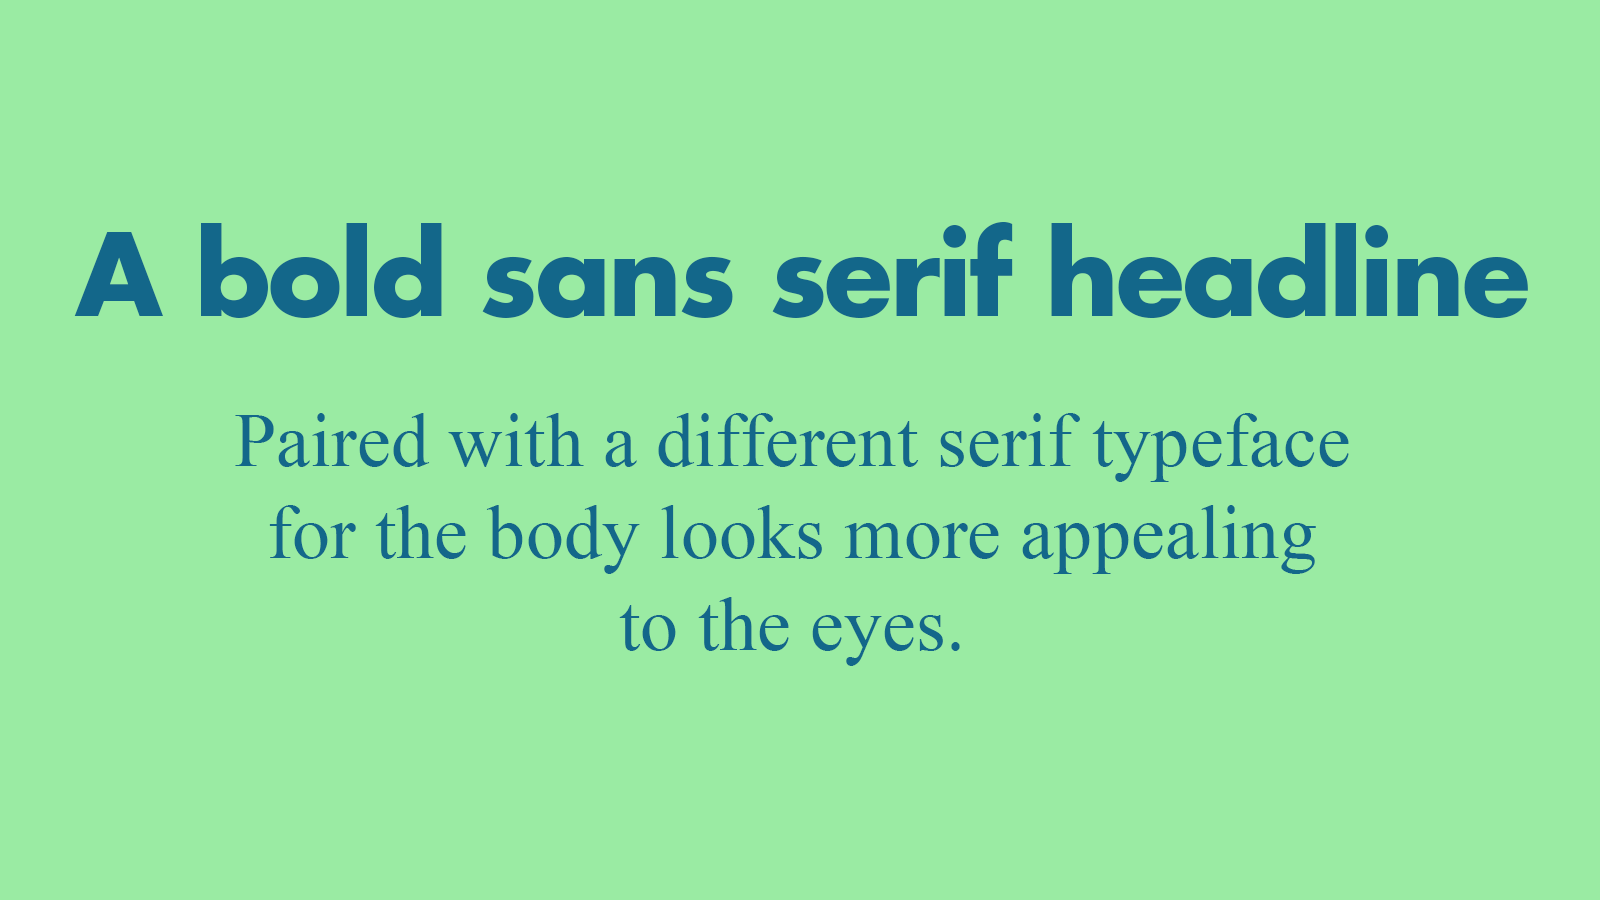 A bold sans serif headline
Paired with a different serif typeface
for the body looks more appealing
to the eyes.